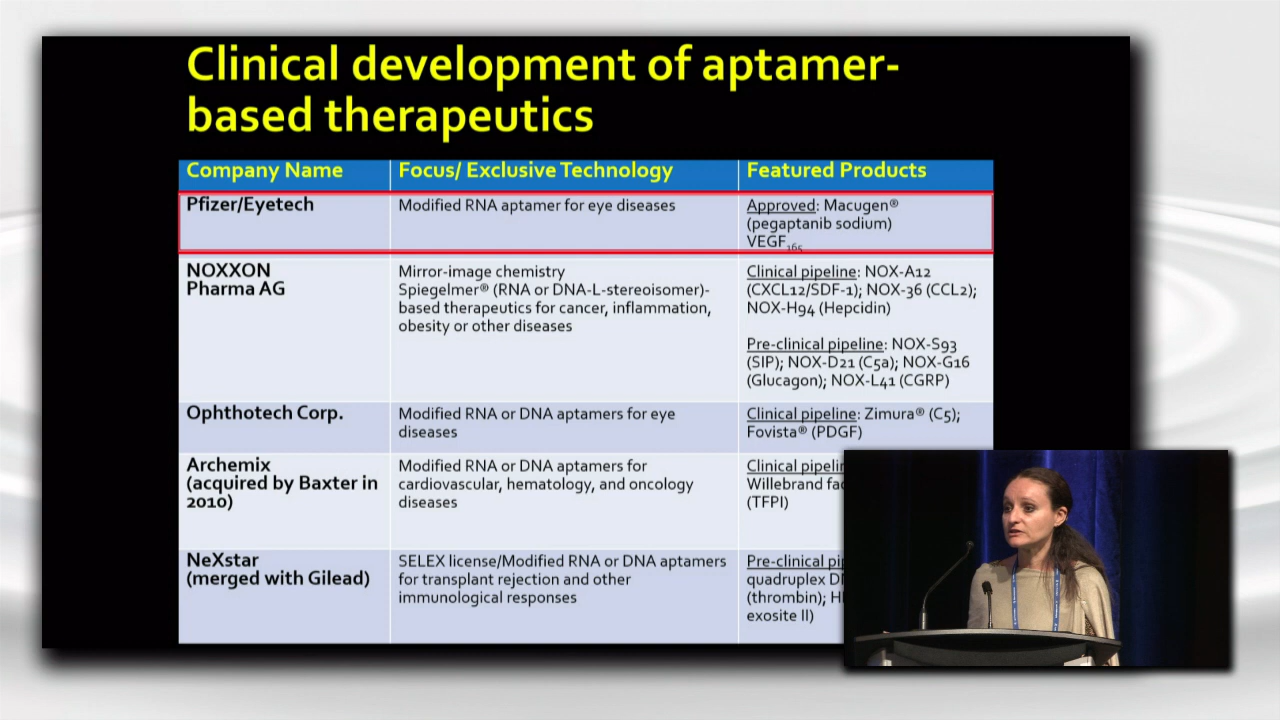 Clinical development of aptamer-
based therapeutics
Company Name
Focus/ Exclusive Technology
Featured Products
Pfizer/Eyetech
Modified RNA aptamer for eye diseases
Approved: Macugen®
(pegaptanib sodium)
VEGF165
NOXXON
Pharma AG
Mirror-image chemistry
Spiegelmer® (RNA or DNA-L-stereoisomer)-
based therapeutics for cancer, inflammation,
obesity or other diseases
Clinical pipeline: NOX-A12
(CXCL12/SDF-1); NOX-36 (CCL2);
NOX-H94 (Hepcidin)
Pre-clinical pipeline: NOX-S93
(SIP); NOX-D21 (C5a); NOX-G16
(Glucagon); NOX-L41 (CGRP)
Ophthotech Corp.
Modified RNA or DNA aptamers for eye
diseases
Clinical pipeline: Zimura® (C5);
Fovista® (PDGF)
Archemix
(acquired by Baxter in
2010)
Modified RNA or DNA aptamers for
cardiovascular, hematology, and oncology
diseases
Clinical
Willebrand
(TFPI)
NeXstar
(merged with Gilead)
SELEX license/Modified RNA or DNA aptamers
for transplant rejection and other
immunological responses
Pre-clinical
quadruplex
(thrombin);
exosite II)